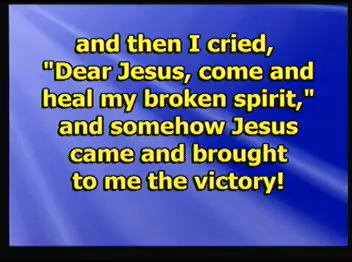 and then I cried,
"Dear Jesus, come and
heal my broken spirit,"
and somehow Jesus
came and brought
to me the victory!